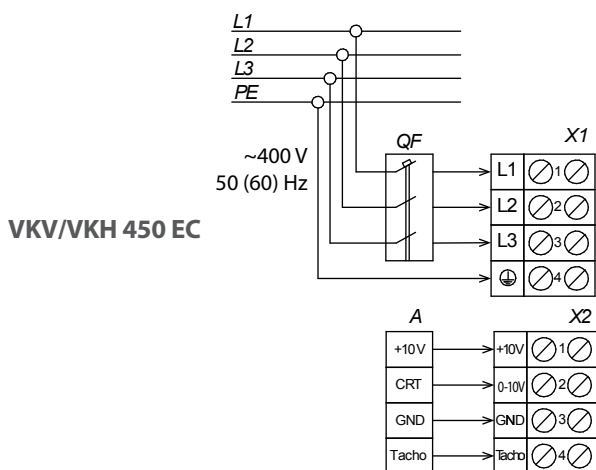 L1
L2
L3
PE
~400 V
50 (60) Hz
VKV/VKH 450 EC
QF
X1
L1 1
L2 2
L3 3
4
A
X2
+10V +10V 1
CRT 0-10V 2
GND GND 3
Tacho Tacho 4